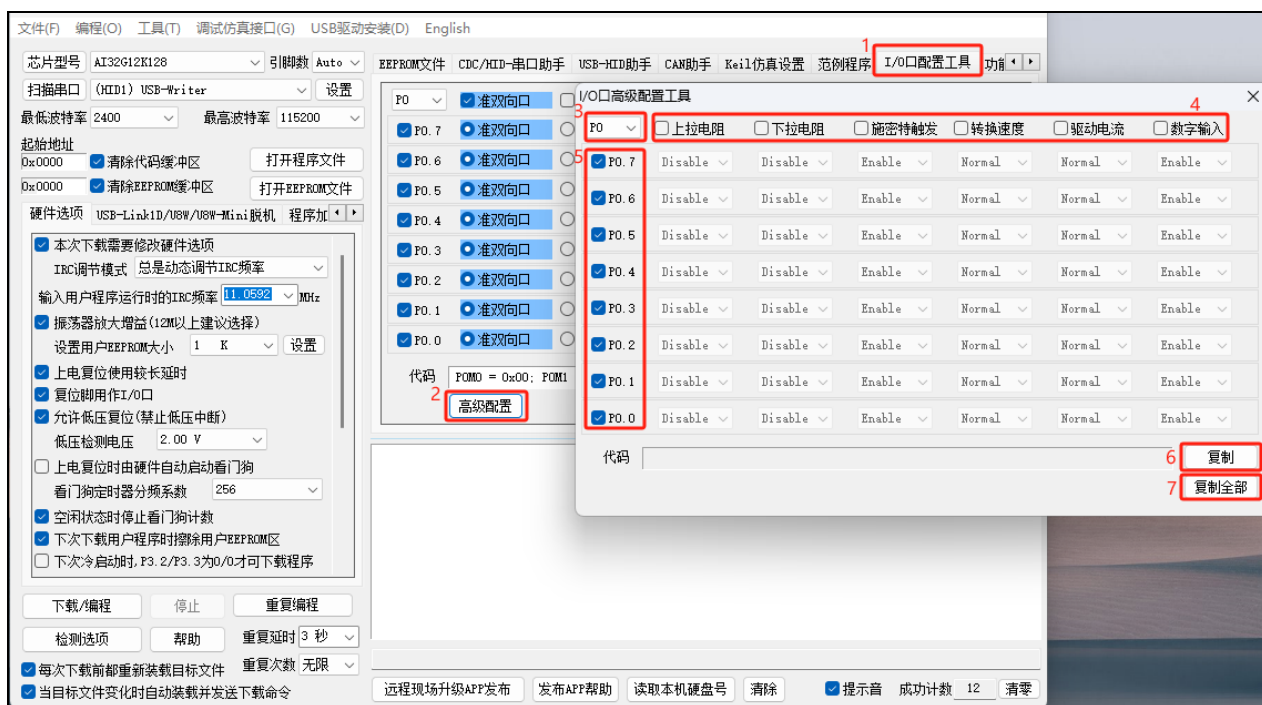 文件(F) 编程(O) 工具(T) 调试仿真接口(G) USB驱动安装(D) English
芯片型号 AI32G12K128 引脚数 Auto
扫描串口 (HID1) USB-Writer 设置
最低波特率 2400 最高波特率 115200
起始地址
0x0000 清除代码缓冲区 打开程序文件
0x0000 清除EEPROM缓冲区 打开EEPROM文件
硬件选项 USB-Link1D/U8W/U8W-Mini脱机 程序加
本次下载需要修改硬件选项
IRC调节模式 总是动态调节IRC频率
输入用户程序运行时的IRC频率 11.0592 MHz
振荡器放大增益(12M以上建议选择)
设置用户EEPROM大小 1 K 设置
上电复位使用较长延时
复位脚用作I/O口
允许低压复位(禁止低压中断)
低压检测电压 2.00 V
上电复位时由硬件自动启动看门狗
看门狗定时器分频系数 256
空闲状态时停止看门狗计数
下次下载用户程序时擦除用户EEPROM区
下次冷启动时,P3.2/P3.3为0/0才可下载程序
下载/编程 停止 重复编程
检测选项 帮助 重复延时 3 秒
每次下载前都重新装载目标文件 重复次数 无限
当目标文件变化时自动装载并发送下载命令
1
EEPROM文件 CDC/HID-串口助手 USB-HID助手 CAN助手 Keil仿真设置 范例程序 I/O口配置工具 功能
P0 准双向口
P0.7 准双向口
P0.6 准双向口
P0.5 准双向口
P0.4 准双向口
P0.3 准双向口
P0.2 准双向口
P0.1 准双向口
P0.0 准双向口
代码 P0M0 = 0x00; P0M1
2 高级配置
I/O口高级配置工具
3 4
P0 上拉电阻 下拉电阻 施密特触发 转换速度 驱动电流 数字输入
5 P0.7 Disable Disable Enable Normal Normal Enable
P0.6 Disable Disable Enable Normal Normal Enable
P0.5 Disable Disable Enable Normal Normal Enable
P0.4 Disable Disable Enable Normal Normal Enable
P0.3 Disable Disable Enable Normal Normal Enable
P0.2 Disable Disable Enable Normal Normal Enable
P0.1 Disable Disable Enable Normal Normal Enable
P0.0 Disable Disable Enable Normal Normal Enable
代码 6 复制
7 复制全部
远程现场升级APP发布 发布APP帮助 读取本机硬盘号 清除 提示音 成功计数 12 清零